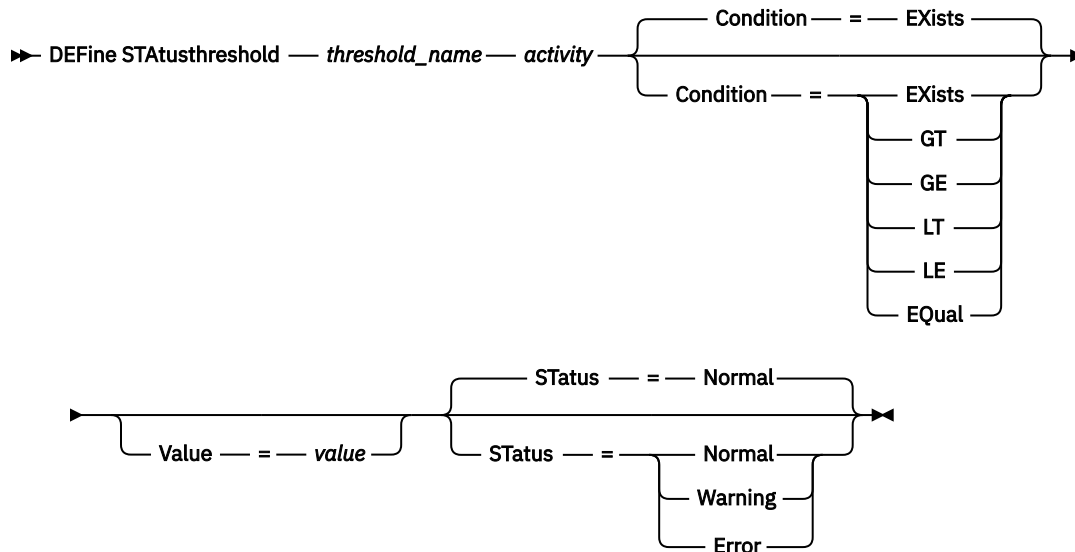 Condition = EXists
DEFine STAtusthreshold threshold_name activity
Condition = EXists
GT
GE
LT
LE
EQual
STatus = Normal
Value = value STatus = Normal
Warning
Error